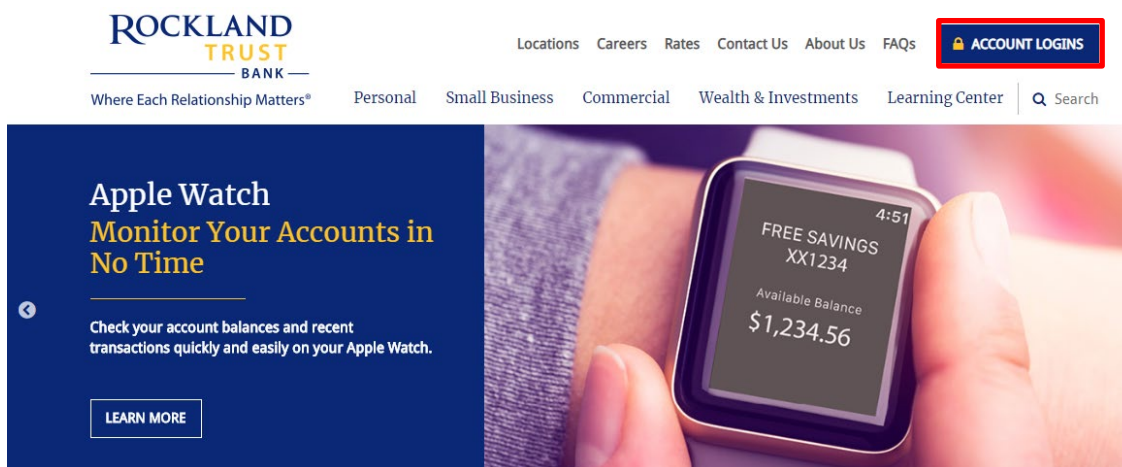 ROCKLAND
TRUST
BANK
Where Each Relationship Matters®
Locations Careers Rates Contact Us About Us FAQs ACCOUNT LOGINS
Personal Small Business Commercial Wealth & Investments Learning Center Search
Apple Watch
Monitor Your Accounts in
No Time
Check your account balances and recent
transactions quickly and easily on your Apple Watch.
LEARN MORE
4:51
FREE SAVINGS
XX1234
Available Balance
$1,234.56